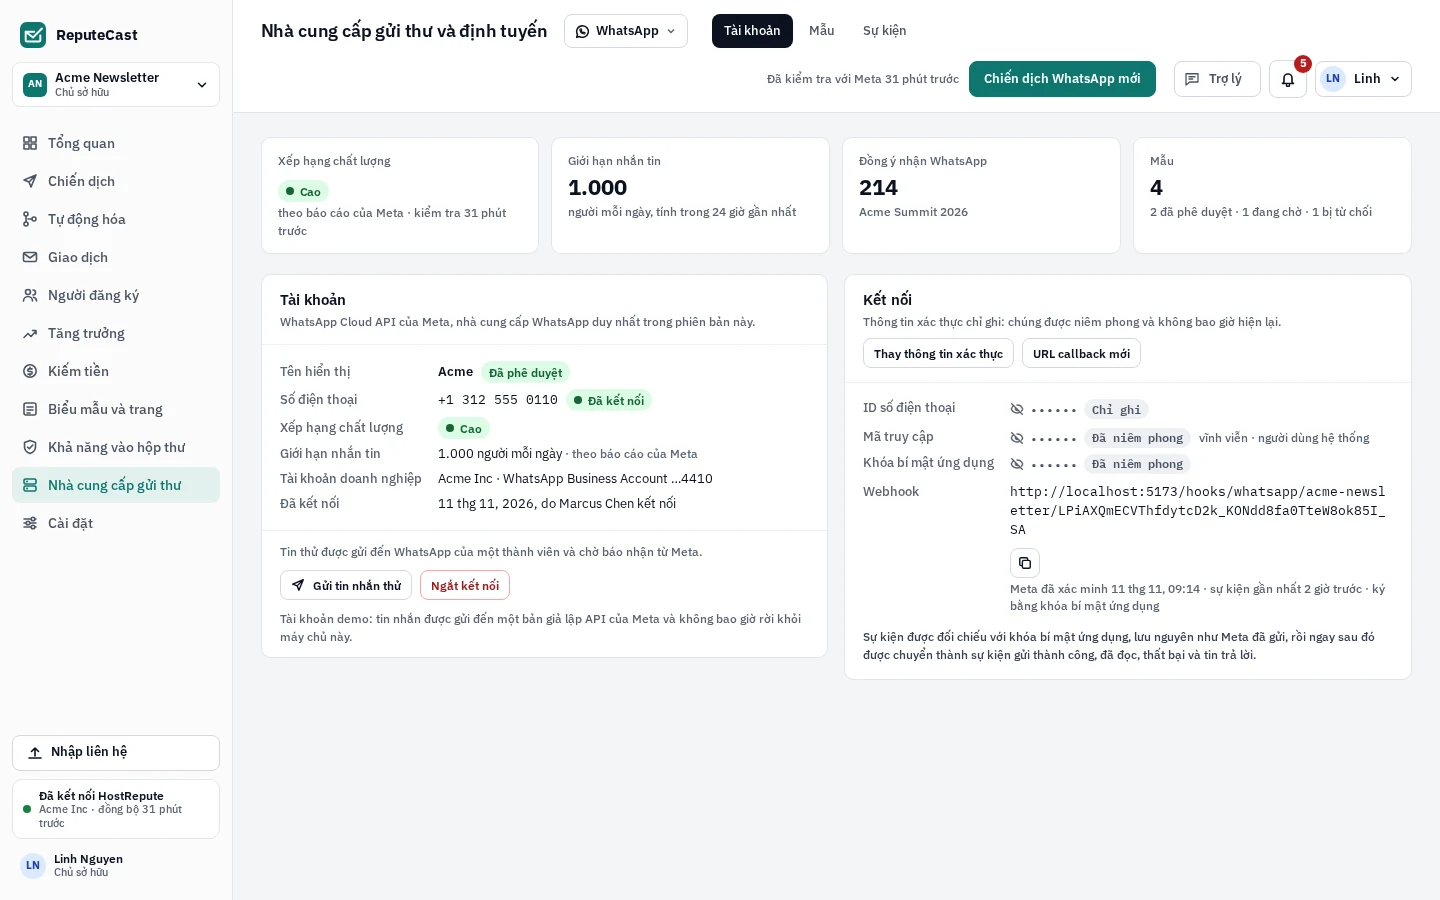 ReputeCast
AN
Acme Newsletter
Chủ sở hữu
Tổng quan
Chiến dịch
Tự động hóa
Giao dịch
Người đăng ký
Tăng trưởng
Kiếm tiền
Biểu mẫu và trang
Khả năng vào hộp thư
Nhà cung cấp gửi thư
Cài đặt
Nhập liên hệ
Đã kết nối HostRepute
Acme Inc · đồng bộ 31 phút
trước
LN
Linh Nguyen
Chủ sở hữu
Nhà cung cấp gửi thư và định tuyến
WhatsApp
Tài khoản
Mẫu
Sự kiện
Đã kiểm tra với Meta 31 phút trước
Chiến dịch WhatsApp mới
Trợ lý
5
LN
Linh
Xếp hạng chất lượng
Cao
theo báo cáo của Meta · kiểm tra 31 phút
trước
Giới hạn nhắn tin
1.000
người mỗi ngày, tính trong 24 giờ gần nhất
Đồng ý nhận WhatsApp
214
Acme Summit 2026
Mẫu
4
2 đã phê duyệt · 1 đang chờ · 1 bị từ chối
Tài khoản
WhatsApp Cloud API của Meta, nhà cung cấp WhatsApp duy nhất trong phiên bản này.
Tên hiển thị
Acme
Đã phê duyệt
Số điện thoại
+1 312 555 0110
Đã kết nối
Xếp hạng chất lượng
Cao
Giới hạn nhắn tin
1.000 người mỗi ngày · theo báo cáo của Meta
Tài khoản doanh nghiệp
Acme Inc · WhatsApp Business Account …4410
Đã kết nối
11 thg 11, 2026, do Marcus Chen kết nối
Tin thử được gửi đến WhatsApp của một thành viên và chờ báo nhận từ Meta.
Gửi tin nhắn thử
Ngắt kết nối
Tài khoản demo: tin nhắn được gửi đến một bản giả lập API của Meta và không bao giờ rời khỏi
máy chủ này.
Kết nối
Thông tin xác thực chỉ ghi: chúng được niêm phong và không bao giờ hiện lại.
Thay thông tin xác thực
URL callback mới
ID số điện thoại
••••••
Chỉ ghi
Mã truy cập
••••••
Đã niêm phong
vĩnh viễn · người dùng hệ thống
Khóa bí mật ứng dụng
••••••
Đã niêm phong
Webhook
http://localhost:5173/hooks/whatsapp/acme-newsl
etter/LPiAXQmECVThfdytcD2k_KONdd8fa0TteW8ok85I_
SA
Meta đã xác minh 11 thg 11, 09:14 · sự kiện gần nhất 2 giờ trước · ký
bằng khóa bí mật ứng dụng
Sự kiện được đối chiếu với khóa bí mật ứng dụng, lưu nguyên như Meta đã gửi, rồi ngay sau đó
được chuyển thành sự kiện gửi thành công, đã đọc, thất bại và tin trả lời.